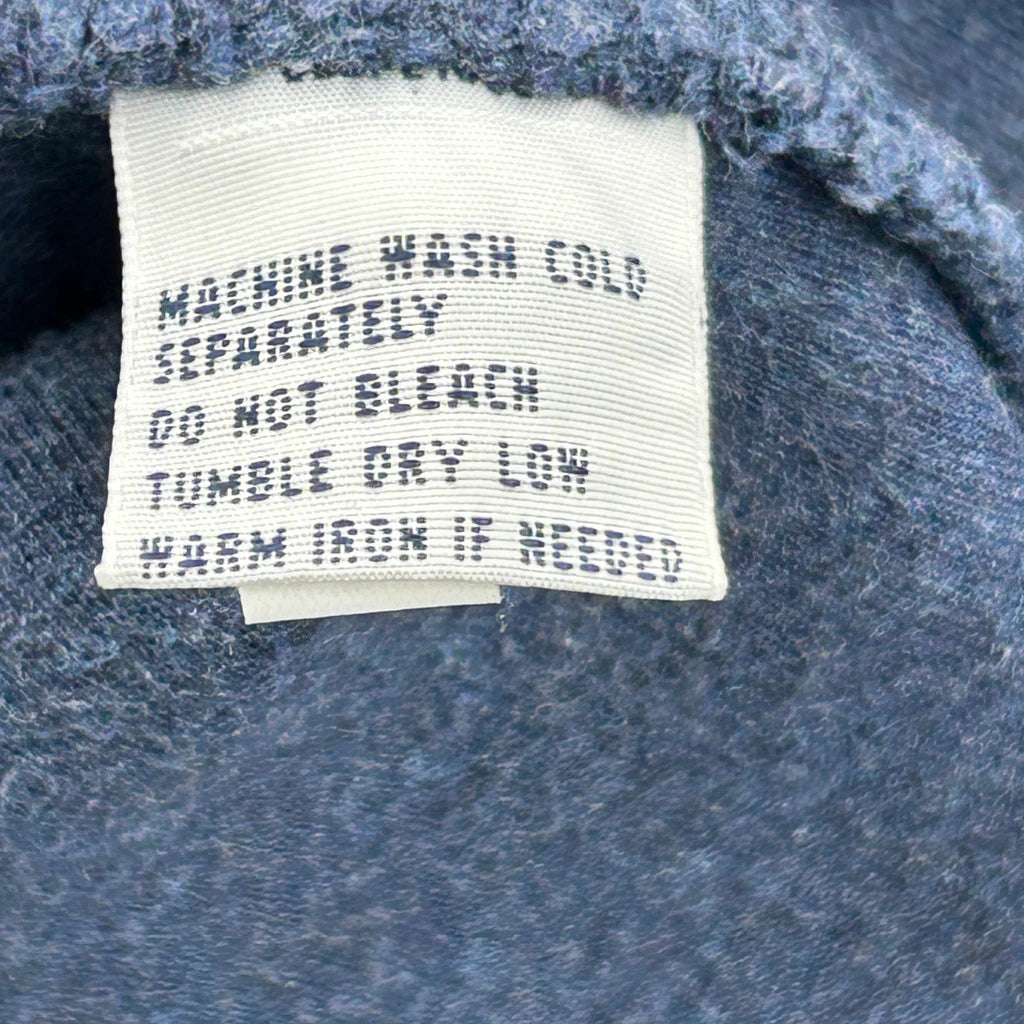 MACHINE WASH COLD
SEPARATELY
DO NOT BLEACH
TUMBLE DRY LOW
WARM IRON IF NEEDED